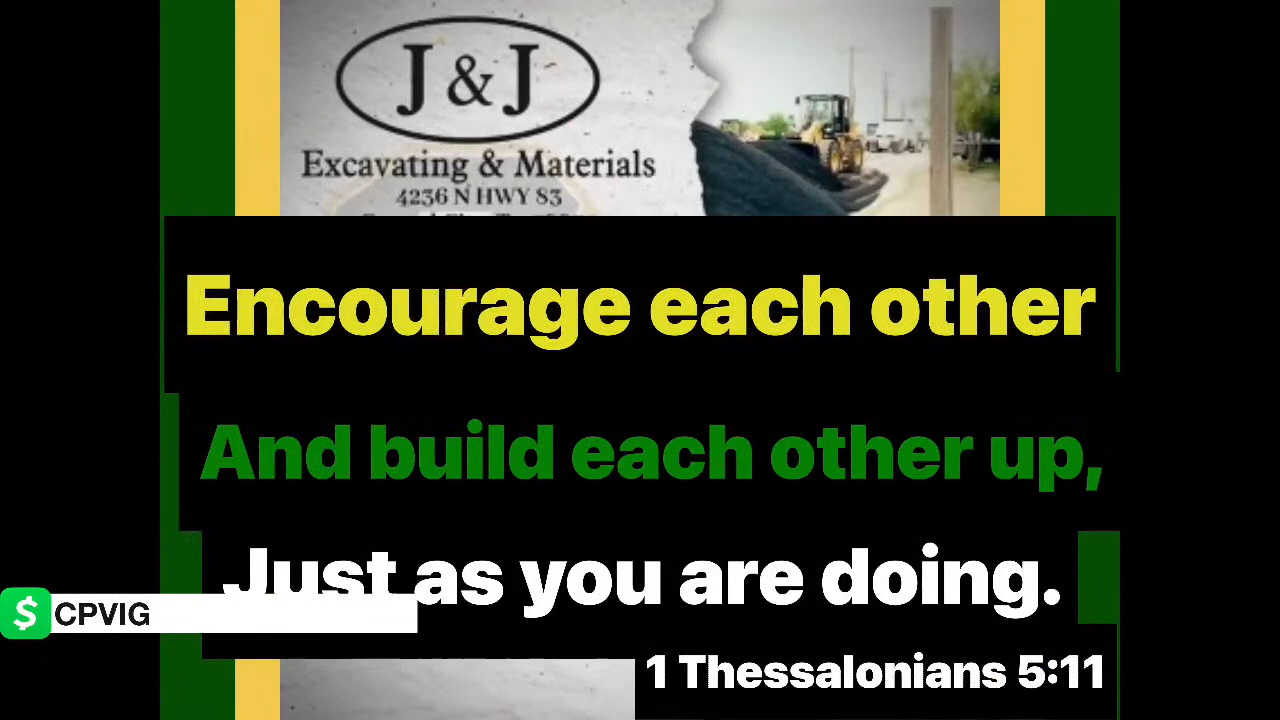 J & J
Excavating & Materials
4236 N HWY 83
Encourage each other
And build each other up,
Just as you are doing.
$ CPVIG
1 Thessalonians 5:11